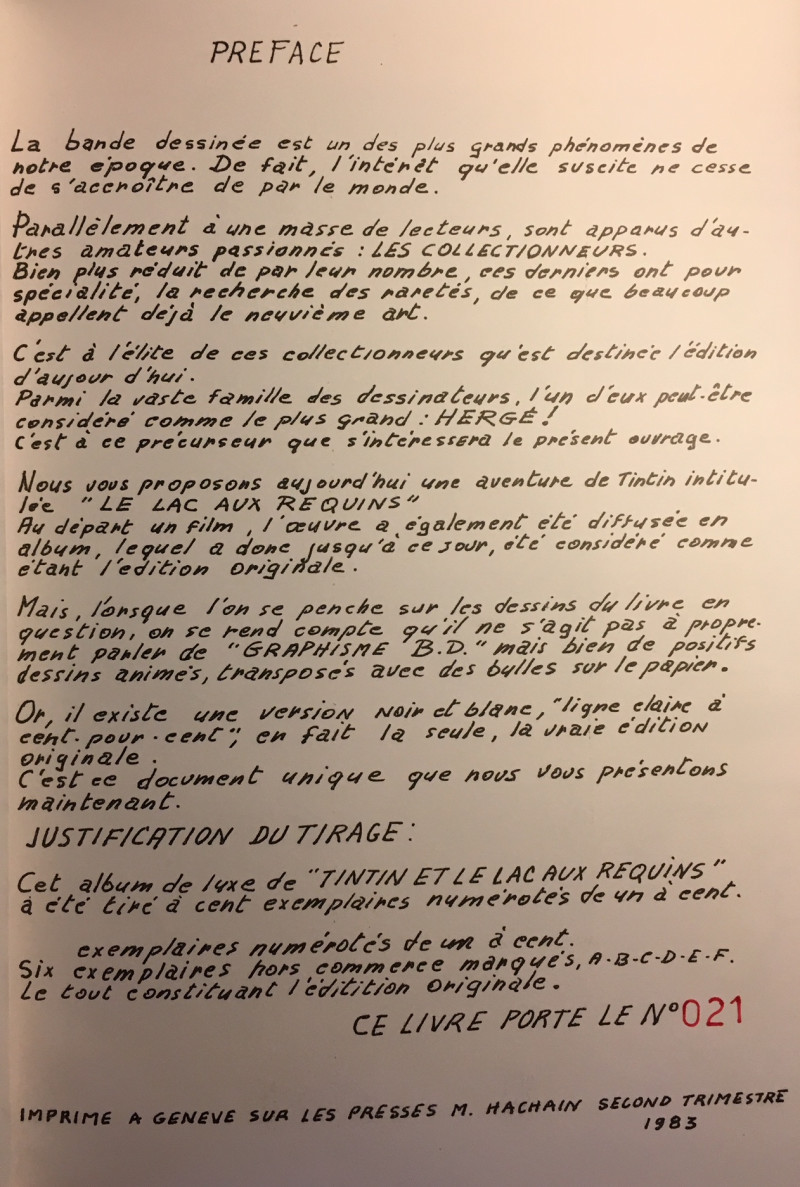 PREFACE
La bande dessinée est un des plus grands phénomènes de
notre époque. De fait, l'intérêt qu'elle suscite ne cesse
de s'accroître de par le monde.
Parallèlement à une masse de lecteurs, sont apparus d'au-
tres amateurs passionnés : LES COLLECTIONNEURS.
Bien plus réduit de par leur nombre, ces derniers ont pour
spécialité, la recherche des raretés, de ce que beaucoup
appellent déjà le neuvième art.
C'est à l'élite de ces collectionneurs qu'est destinée l'édition
d'aujour d'hui.
Parmi la vaste famille des dessinateurs, l'un d'eux peut-être
considéré comme le plus grand : HERGÉ !
C'est à ce précurseur que s'intéressera le présent ouvrage.
Nous vous proposons aujourd'hui une aventure de Tintin intitu-
lée "LE LAC AUX REQUINS"
Au départ un film, l'œuvre a également été diffusée en
album, lequel a donc jusqu'à ce jour, été considéré comme
étant l'edition originale.
Mais, lorsque l'on se penche sur les dessins du livre en
question, on se rend compte qu'il ne s'agit pas à propre-
ment parler de "GRAPHISME B.D." mais bien de positifs
dessins animés, transposés avec des bulles sur le papier.
Or, il existe une version noir et blanc, "ligne claire à
cent-pour-cent", en fait la seule, la vraie édition
originale.
C'est ce document unique que nous vous présentons
maintenant.
JUSTIFICATION DU TIRAGE :
Cet album de luxe de "TINTIN ET LE LAC AUX REQUINS"
à été tiré à cent exemplaires numérotés de un à cent.
exemplaires numérotés de un à cent.
Six exemplaires hors commerce marqués, A-B-C-D-E-F.
Le tout constituant l'éditition originale.
CE LIVRE PORTE LE N° 021
IMPRIME A GENEVE SUR LES PRESSES M. HACHAIN SECOND TRIMESTRE
1983